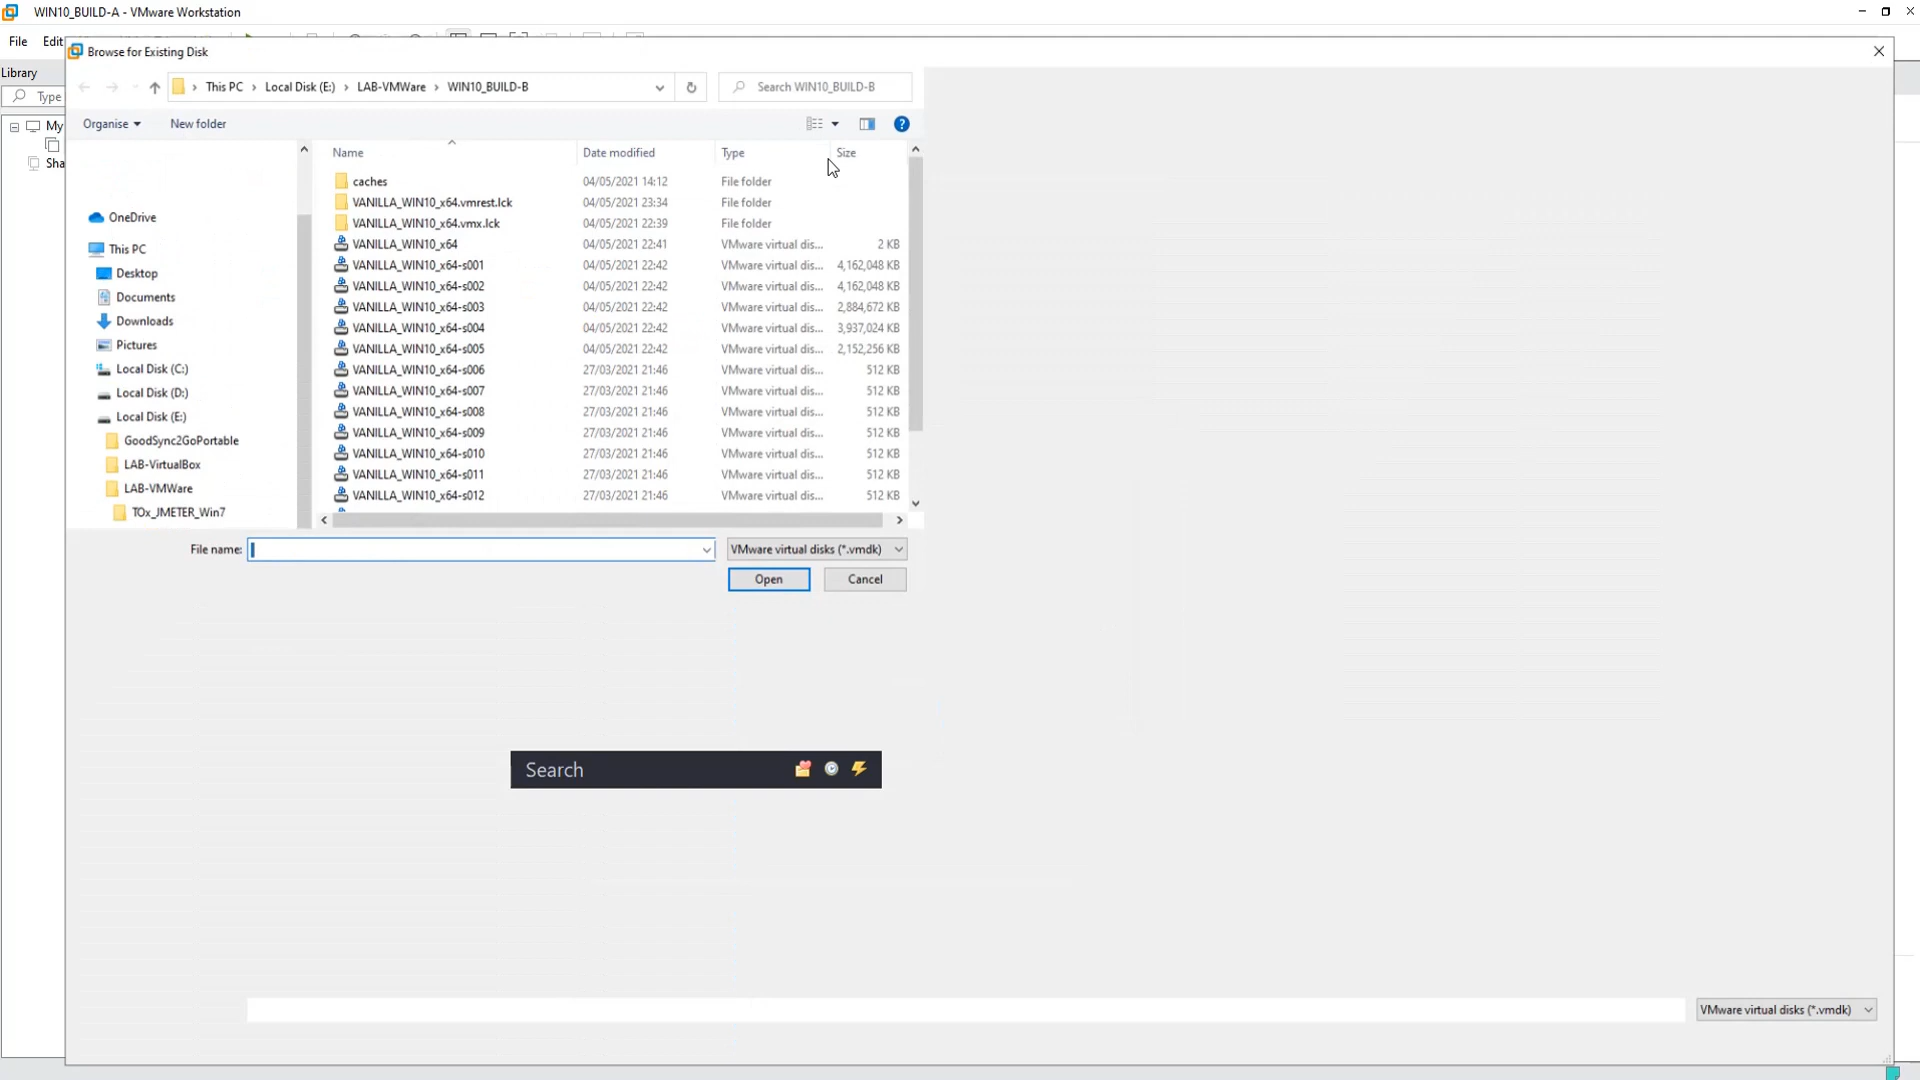 WIN10_BUILD-A - VMware Workstation
File Edit
Browse for Existing Disk
Library
This PC > Local Disk (E:) > LAB-VMWare > WIN10_BUILD-B
Search WIN10_BUILD-B
Type
My
Sha
Organise New folder
Name Date modified Type Size
caches 04/05/2021 14:12 File folder
VANILLA_WIN10_x64.vmrest.lck 04/05/2021 23:34 File folder
VANILLA_WIN10_x64.vmx.lck 04/05/2021 22:39 File folder
VANILLA_WIN10_x64 04/05/2021 22:41 VMware virtual dis... 2 KB
VANILLA_WIN10_x64-s001 04/05/2021 22:42 VMware virtual dis... 4,162,048 KB
VANILLA_WIN10_x64-s002 04/05/2021 22:42 VMware virtual dis... 4,162,048 KB
VANILLA_WIN10_x64-s003 04/05/2021 22:42 VMware virtual dis... 2,884,672 KB
VANILLA_WIN10_x64-s004 04/05/2021 22:42 VMware virtual dis... 3,937,024 KB
VANILLA_WIN10_x64-s005 04/05/2021 22:42 VMware virtual dis... 2,152,256 KB
VANILLA_WIN10_x64-s006 27/03/2021 21:46 VMware virtual dis... 512 KB
VANILLA_WIN10_x64-s007 27/03/2021 21:46 VMware virtual dis... 512 KB
VANILLA_WIN10_x64-s008 27/03/2021 21:46 VMware virtual dis... 512 KB
VANILLA_WIN10_x64-s009 27/03/2021 21:46 VMware virtual dis... 512 KB
VANILLA_WIN10_x64-s010 27/03/2021 21:46 VMware virtual dis... 512 KB
VANILLA_WIN10_x64-s011 27/03/2021 21:46 VMware virtual dis... 512 KB
VANILLA_WIN10_x64-s012 27/03/2021 21:46 VMware virtual dis... 512 KB
OneDrive
This PC
Desktop
Documents
Downloads
Pictures
Local Disk (C:)
Local Disk (D:)
Local Disk (E:)
GoodSync2GoPortable
LAB-VirtualBox
LAB-VMWare
TOx_JMETER_Win7
File name: VMware virtual disks (*.vmdk)
Open Cancel
Search
VMware virtual disks (*.vmdk)